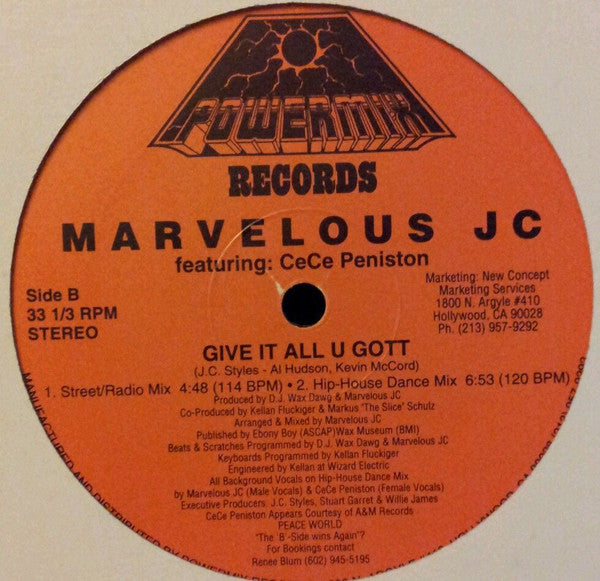 POWERMIX
RECORDS
MARVELOUS JC
featuring: CeCe Peniston
Side B
33 1/3 RPM
STEREO
Marketing: New Concept
Marketing Services
1800 N. Argyle #410
Hollywood, CA 90028
Ph. (213) 957-9292
GIVE IT ALL U GOTT
(J.C. Styles - Al Hudson, Kevin McCord)
1. Street/Radio Mix 4:48 (114 BPM) • 2. Hip-House Dance Mix 6:53 (120 BPM)
Produced by D.J. Wax Dawg & Marvelous JC
Co-Produced by Kellan Fluckiger & Markus "The Slice" Schulz
Arranged & Mixed by Marvelous JC
Published by Ebony Boy (ASCAP)Wax Museum (BMI)
Beats & Scratches Programmed by D.J. Wax Dawg & Marvelous JC
Keyboards Programmed by Kellan Fluckiger
Engineered by Kellan at Wizard Electric
All Background Vocals on Hip-House Dance Mix
by Marvelous JC (Male Vocals) & CeCe Peniston (Female Vocals)
Executive Producers: J.C. Styles, Stuart Garret & Willie James
CeCe Peniston Appears Courtesy of A&M Records
PEACE WORLD
"The 'B'-Side wins Again"?
For Bookings contact
Renee Blum (602) 945-5195
MANUFACTURED AND DISTRIBUTED BY POWERMIX